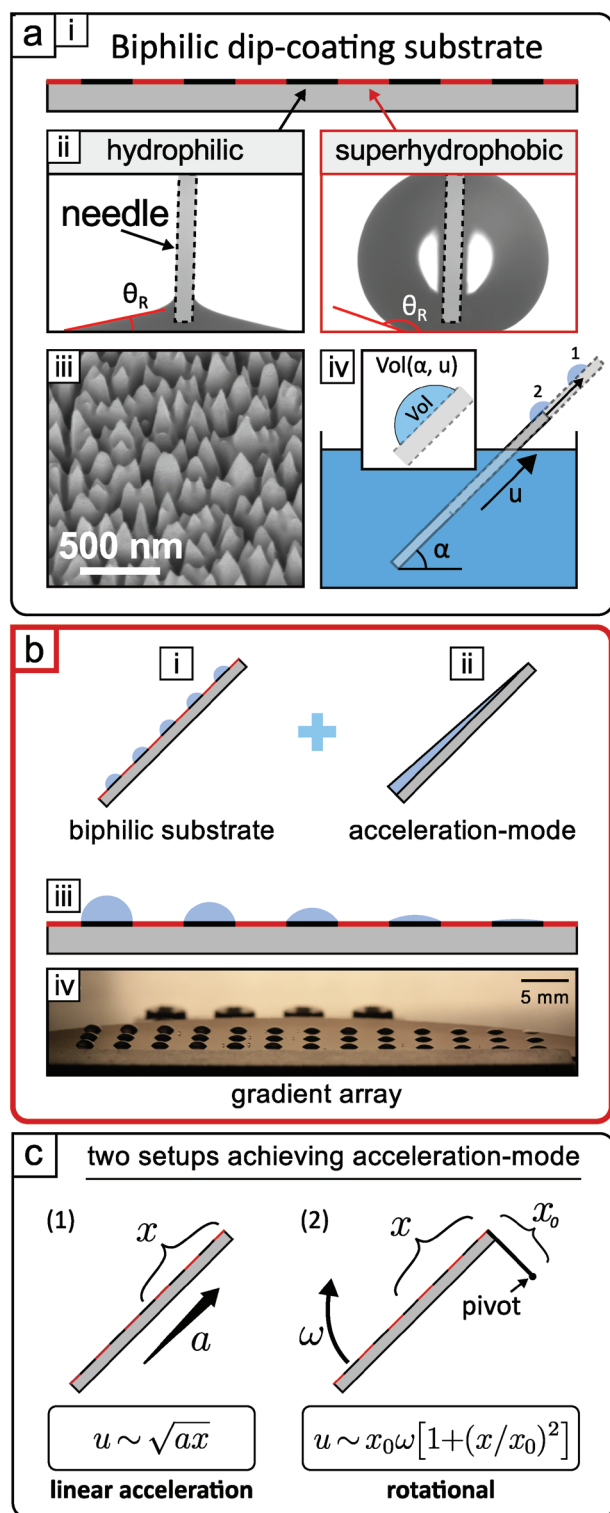 a
i
Biphilic dip-coating substrate
ii
hydrophilic
superhydrophobic
needle
θR
θR
iii
500 nm
iv
Vol(α, u)
Vol
1
2
u
α
b
i
ii
biphilic substrate
acceleration-mode
iii
iv
5 mm
gradient array
c
two setups achieving acceleration-mode
(1)
x
a
(2)
x
x₀
pivot
ω
u ~ √ax
u ~ x₀ω[1+(x/x₀)²]
linear acceleration
rotational